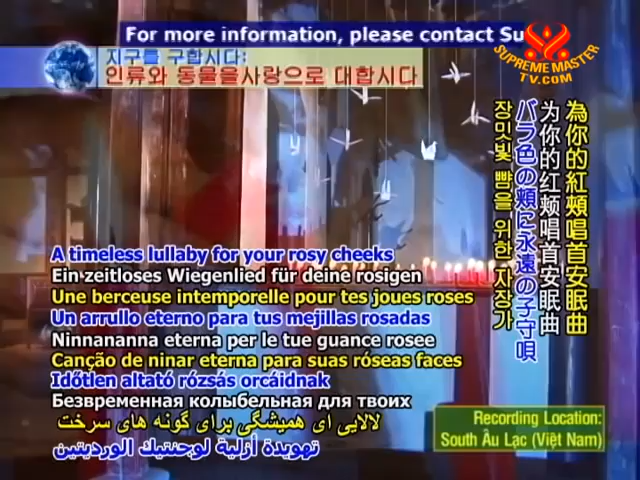 For more information, please contact Su
지구를 구합시다:
인류와 동물을사랑으로 대합시다
SUPREME MASTER
TV.COM
為你的紅頰唱首安眠曲
为你的红颊唱首安眠曲
バラ色の頬に永遠の子守唄
장밋빛 뺨을 위한 자장가
A timeless lullaby for your rosy cheeks
Ein zeitloses Wiegenlied für deine rosigen
Une berceuse intemporelle pour tes joues roses
Un arrullo eterno para tus mejillas rosadas
Ninnananna eterna per le tue guance rosee
Canção de ninar eterna para suas róseas faces
Időtlen altató rózsás orcáidnak
Безвременная колыбельная для твоих
لالایی ای همیشگی برای گونه های سرخت
تهويدة أزلية لوجنتيك الورديتين
Recording Location:
South Âu Lạc (Việt Nam)